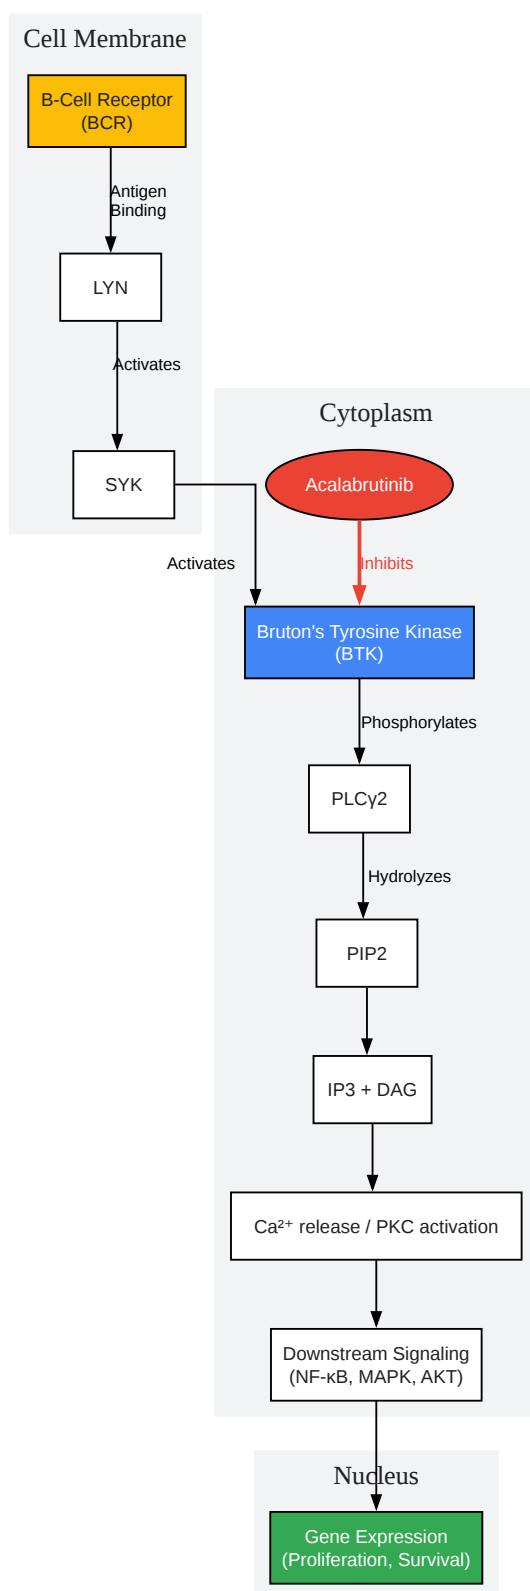 Cell Membrane
B-Cell Receptor
(BCR)
Antigen
Binding
LYN
Activates
SYK
Cytoplasm
Acalabrutinib
Activates
Inhibits
Bruton's Tyrosine Kinase
(BTK)
Phosphorylates
PLCγ2
Hydrolyzes
PIP2
IP3 + DAG
Ca²⁺ release / PKC activation
Downstream Signaling
(NF-κB, MAPK, AKT)
Nucleus
Gene Expression
(Proliferation, Survival)